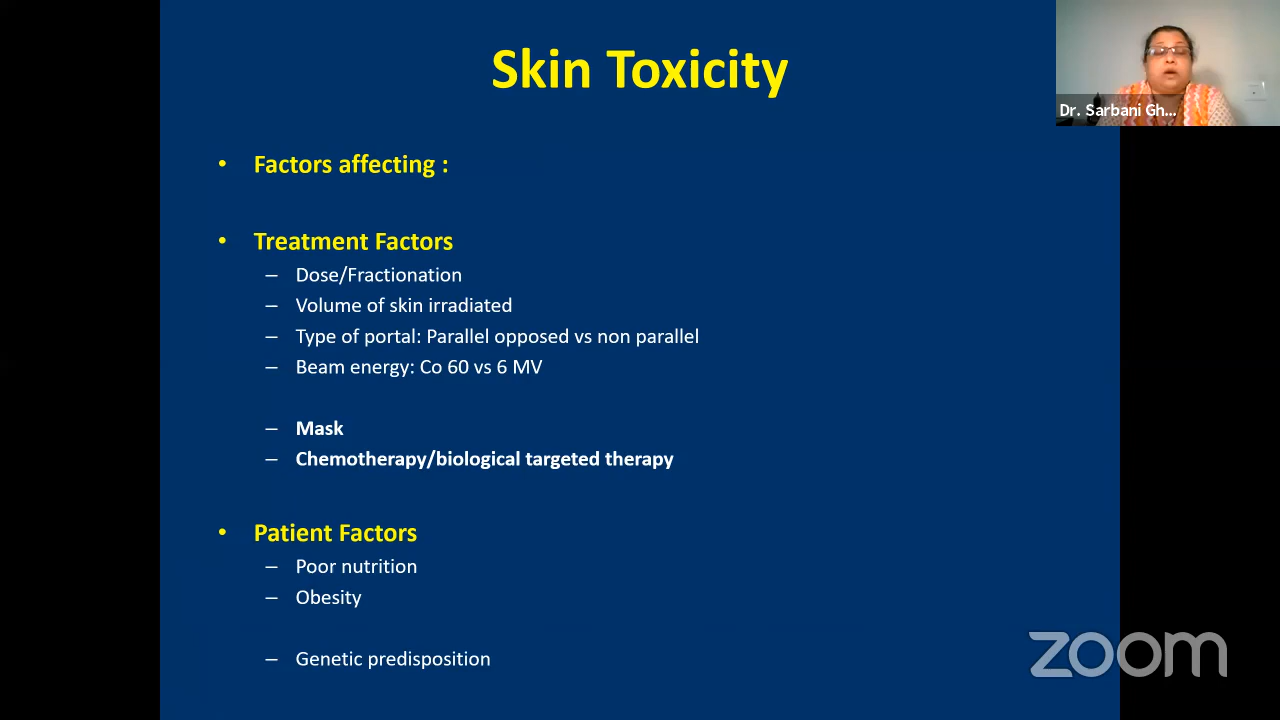 Skin Toxicity
Dr. Sarbani Gh...
• Factors affecting :
• Treatment Factors
– Dose/Fractionation
– Volume of skin irradiated
– Type of portal: Parallel opposed vs non parallel
– Beam energy: Co 60 vs 6 MV
– Mask
– Chemotherapy/biological targeted therapy
• Patient Factors
– Poor nutrition
– Obesity
– Genetic predisposition
zoom